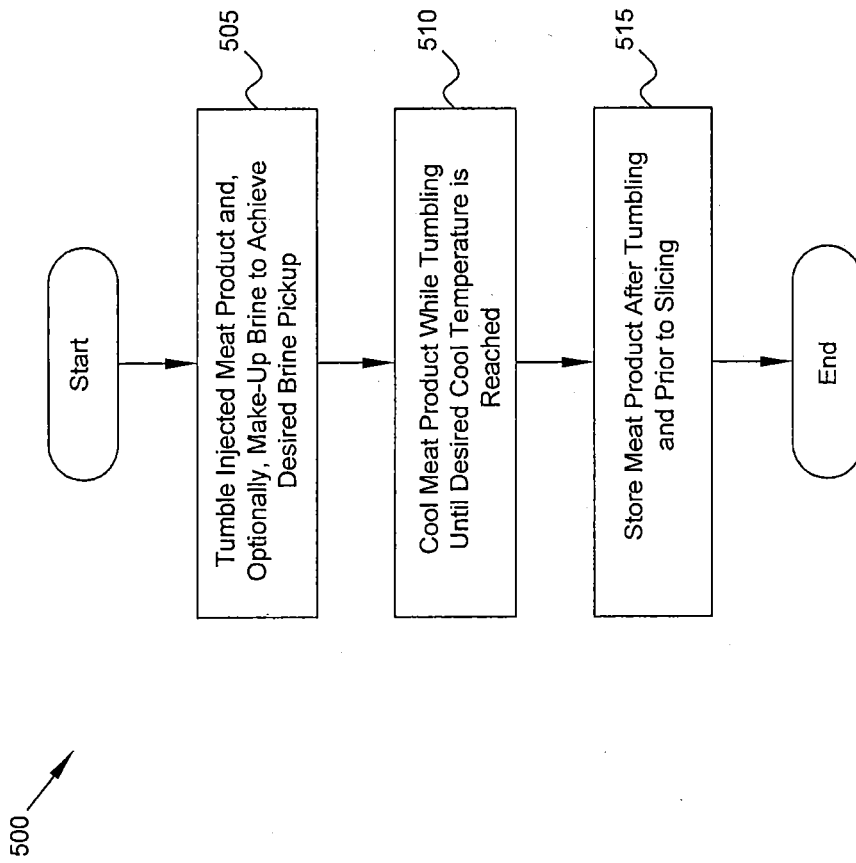 500
Start
Tumble Injected Meat Product and,
Optionally, Make-Up Brine to Achieve
Desired Brine Pickup
505
Cool Meat Product While Tumbling
Until Desired Cool Temperature is
Reached
510
Store Meat Product After Tumbling
and Prior to Slicing
515
End